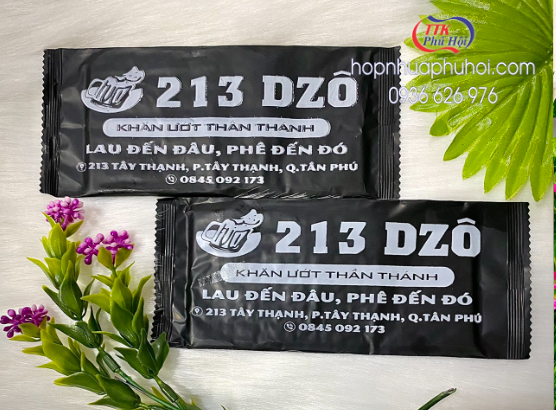 TTK
Phú Hội
hopnhuaphuhoi.com
0936 626 976
213 DZÔ
KHĂN ƯỚT THẦN THÁNH
LAU ĐẾN ĐÂU, PHÊ ĐẾN ĐÓ
213 TÂY THẠNH, P.TÂY THẠNH, Q.TÂN PHÚ
0845 092 173
213 DZÔ
KHĂN ƯỚT THẦN THÁNH
LAU ĐẾN ĐÂU, PHÊ ĐẾN ĐÓ
213 TÂY THẠNH, P.TÂY THẠNH, Q.TÂN PHÚ
0845 092 173